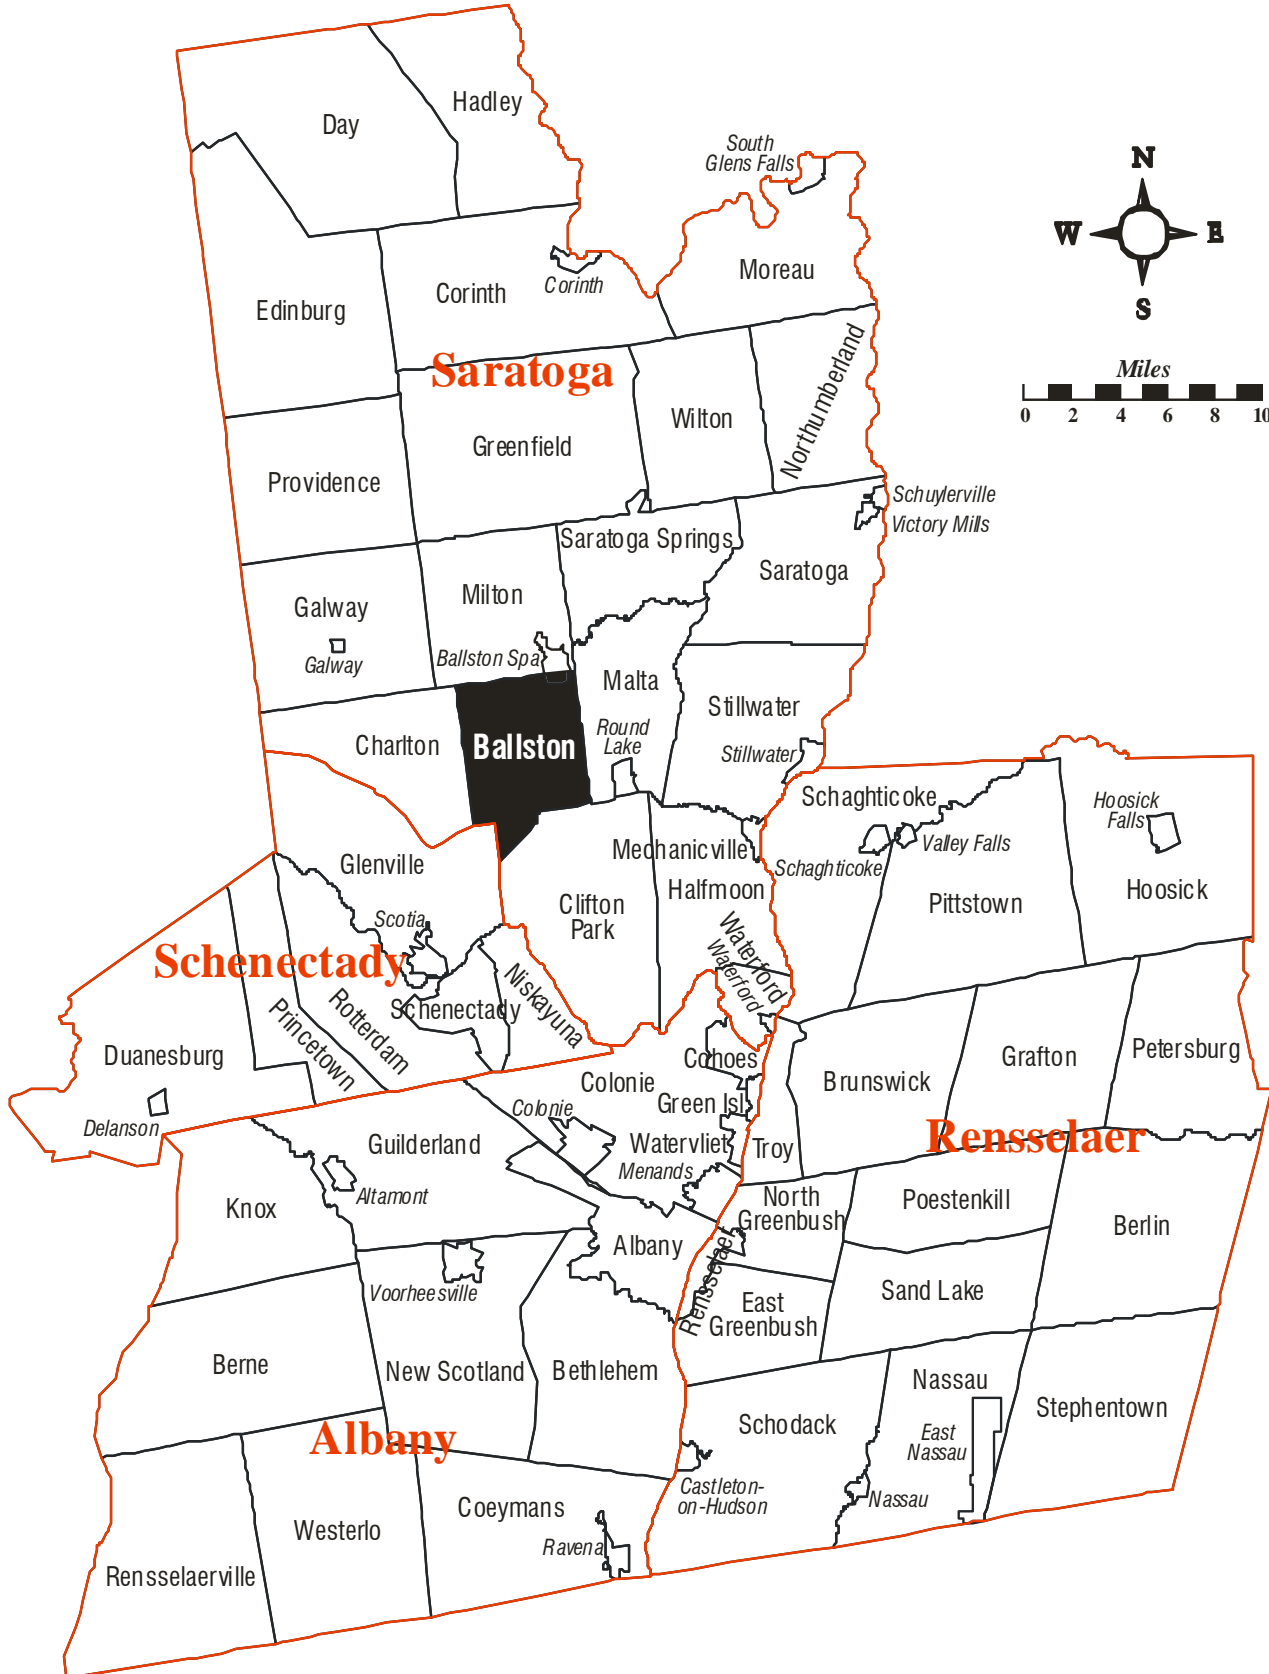 Hadley
Day
South
Glens Falls
N
W
E
S
Moreau
Corinth
Corinth
Edinburg
Saratoga
Miles
0 2 4 6 8 10
Northumberland
Wilton
Greenfield
Providence
Schuylerville
Victory Mills
Saratoga Springs
Saratoga
Milton
Galway
Galway
Ballston Spa
Malta
Stillwater
Round
Lake
Stillwater
Charlton
Ballston
Schaghticoke
Hoosick
Falls
Mechanicville
Valley Falls
Schaghticoke
Glenville
Halfmoon
Hoosick
Clifton
Park
Pittstown
Scotia
Waterford
Waterford
Schenectady
Niskayuna
Schenectady
Rotterdam
Princetown
Duanesburg
Cohoes
Colonie
Brunswick
Grafton
Petersburg
Green Isl
Colonie
Delanson
Guilderland
Watervliet
Menands
Troy
Rensselaer
Altamont
Knox
North
Greenbush
Poestenkill
Berlin
Albany
Rensselaer
Voorheesville
Sand Lake
East
Greenbush
Berne
New Scotland
Bethlehem
Nassau
Stephentown
Schodack
Albany
East
Nassau
Castleton-
on-Hudson
Nassau
Coeymans
Westerlo
Ravena
Rensselaerville